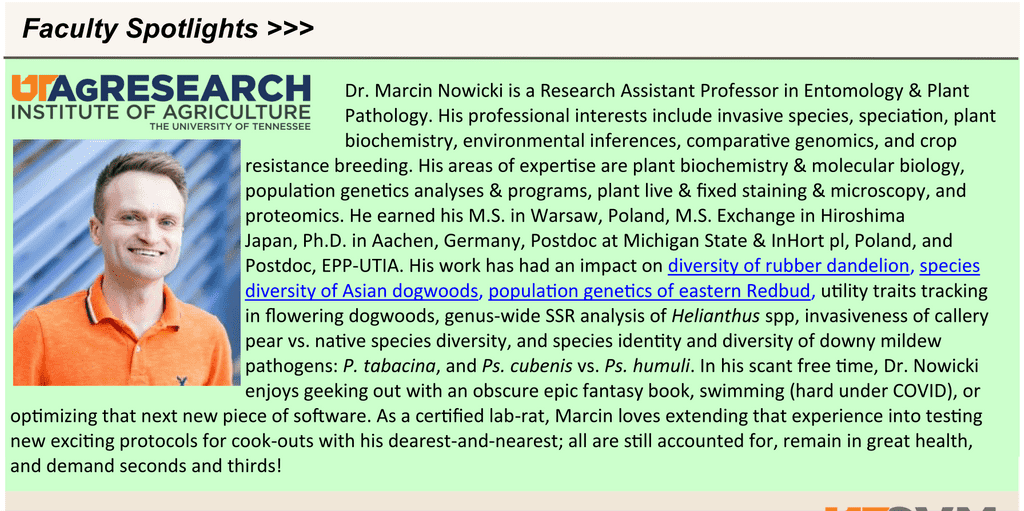 Faculty Spotlights >>>
UTAGRESEARCH
INSTITUTE OF AGRICULTURE
THE UNIVERSITY OF TENNESSEE
Dr. Marcin Nowicki is a Research Assistant Professor in Entomology & Plant
Pathology. His professional interests include invasive species, speciation, plant
biochemistry, environmental inferences, comparative genomics, and crop
resistance breeding. His areas of expertise are plant biochemistry & molecular biology,
population genetics analyses & programs, plant live & fixed staining & microscopy, and
proteomics. He earned his M.S. in Warsaw, Poland, M.S. Exchange in Hiroshima
Japan, Ph.D. in Aachen, Germany, Postdoc at Michigan State & InHort pl, Poland, and
Postdoc, EPP-UTIA. His work has had an impact on diversity of rubber dandelion, species
diversity of Asian dogwoods, population genetics of eastern Redbud, utility traits tracking
in flowering dogwoods, genus-wide SSR analysis of Helianthus spp, invasiveness of callery
pear vs. native species diversity, and species identity and diversity of downy mildew
pathogens: P. tabacina, and Ps. cubenis vs. Ps. humuli. In his scant free time, Dr. Nowicki
enjoys geeking out with an obscure epic fantasy book, swimming (hard under COVID), or
optimizing that next new piece of software. As a certified lab-rat, Marcin loves extending that experience into testing
new exciting protocols for cook-outs with his dearest-and-nearest; all are still accounted for, remain in great health,
and demand seconds and thirds!